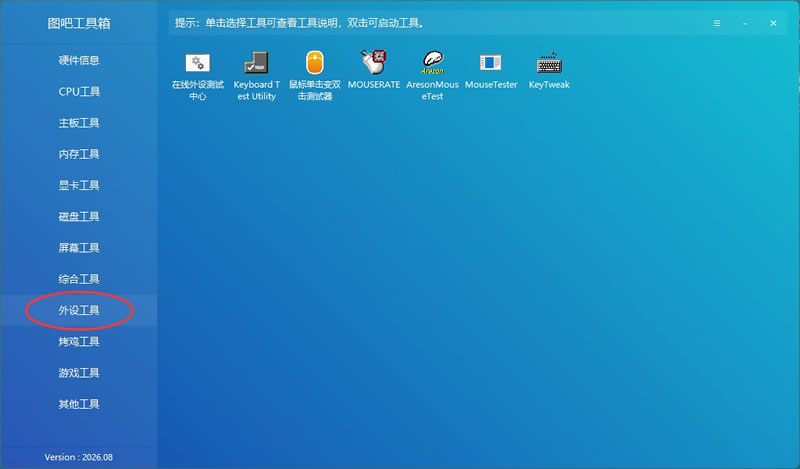 图吧工具箱
提示：单击选择工具可查看工具说明，双击可启动工具。
硬件信息
CPU工具
主板工具
内存工具
显卡工具
磁盘工具
屏幕工具
综合工具
外设工具
烤鸡工具
游戏工具
其他工具
Version : 2026.08
在线外设测试
中心
Keyboard T
est Utility
鼠标单击变双
击测试器
MOUSERATE
AresonMous
eTest
MouseTester
KeyTweak